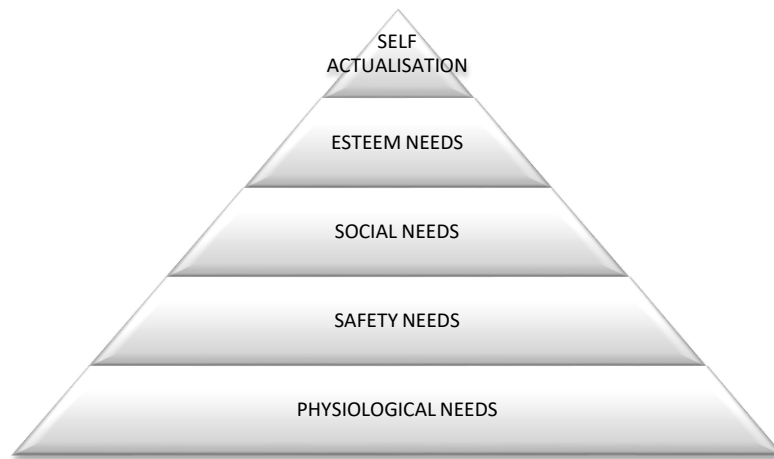 SELF
ACTUALISATION
ESTEEM NEEDS
SOCIAL NEEDS
SAFETY NEEDS
PHYSIOLOGICAL NEEDS